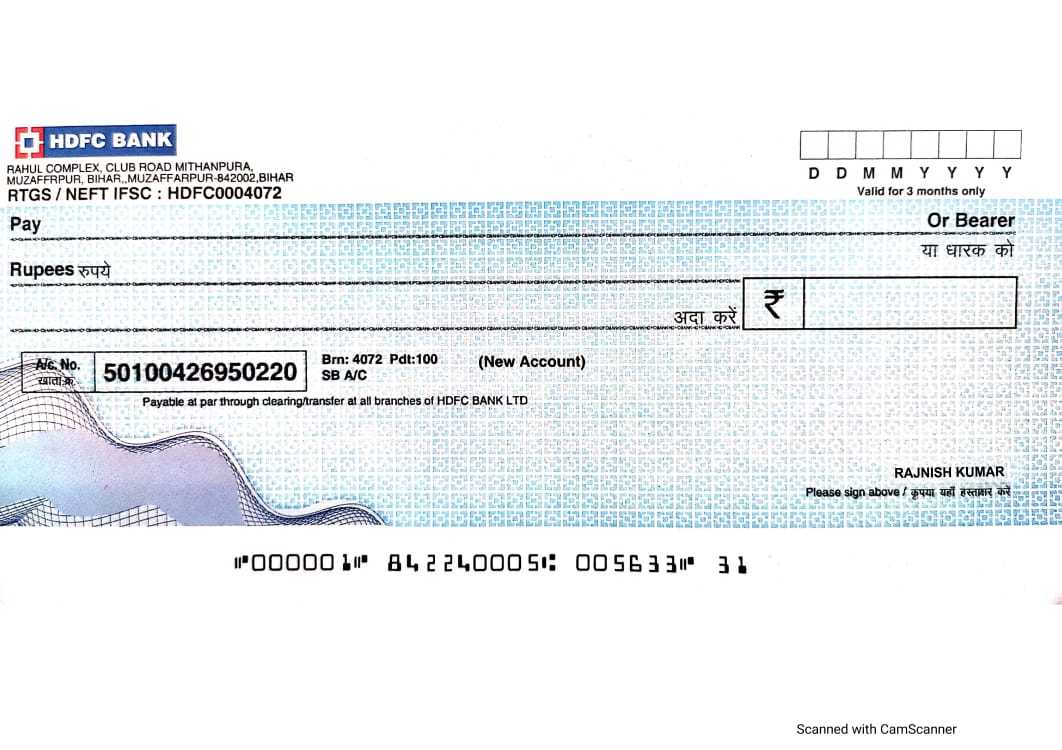 HDFC BANK
RAHUL COMPLEX, CLUB ROAD MITHANPURA,
MUZAFFRPUR, BIHAR,,MUZAFFARPUR-842002,BIHAR
RTGS / NEFT IFSC : HDFC0004072
D D M M Y Y Y Y
Valid for 3 months only
Pay Or Bearer
या धारक को
Rupees रुपये
अदा करें ₹
A/c. No. 50100426950220
खाता क्र.
Brn: 4072 Pdt:100 (New Account)
SB A/C
Payable at par through clearing/transfer at all branches of HDFC BANK LTD
RAJNISH KUMAR
Please sign above / कृपया यहाँ हस्ताक्षर करें
⑈000001⑈ 842240005⑆ 005633⑈ 31
Scanned with CamScanner